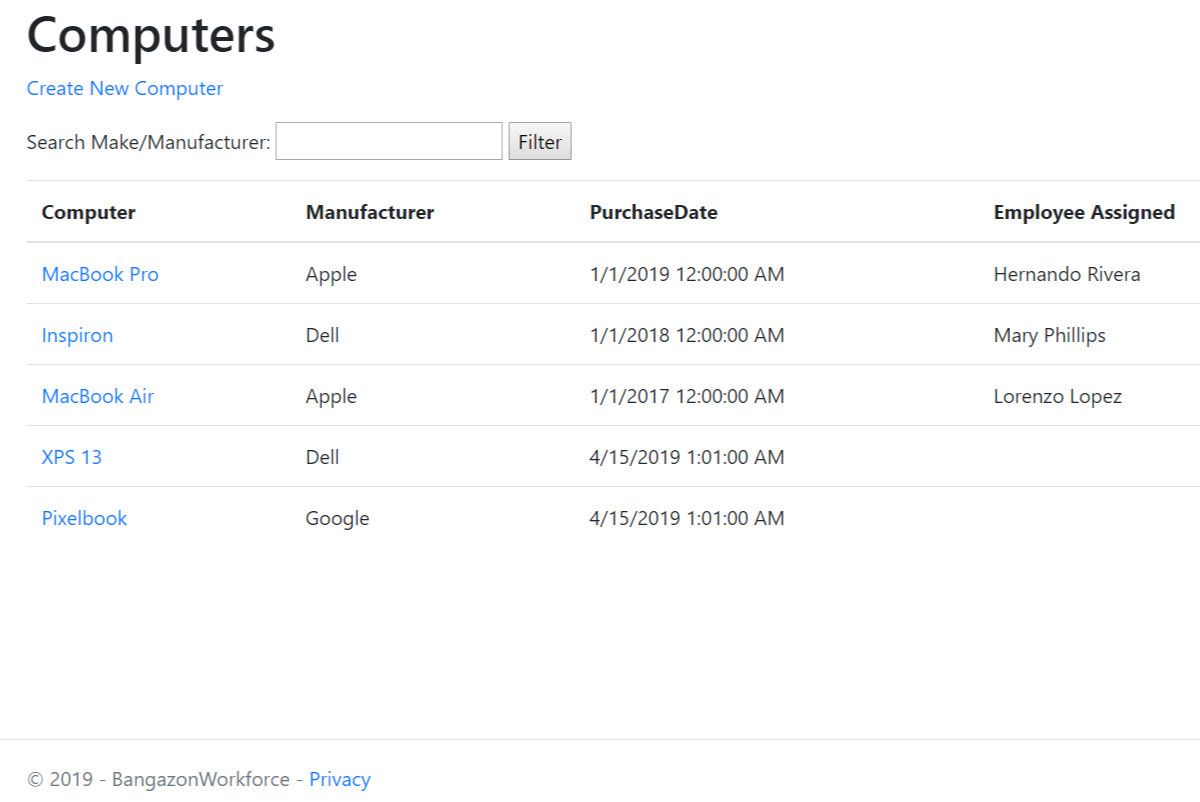 Computers
Create New Computer
Search Make/Manufacturer: Filter
Computer Manufacturer PurchaseDate Employee Assigned
MacBook Pro Apple 1/1/2019 12:00:00 AM Hernando Rivera
Inspiron Dell 1/1/2018 12:00:00 AM Mary Phillips
MacBook Air Apple 1/1/2017 12:00:00 AM Lorenzo Lopez
XPS 13 Dell 4/15/2019 1:01:00 AM
Pixelbook Google 4/15/2019 1:01:00 AM
© 2019 - BangazonWorkforce - Privacy